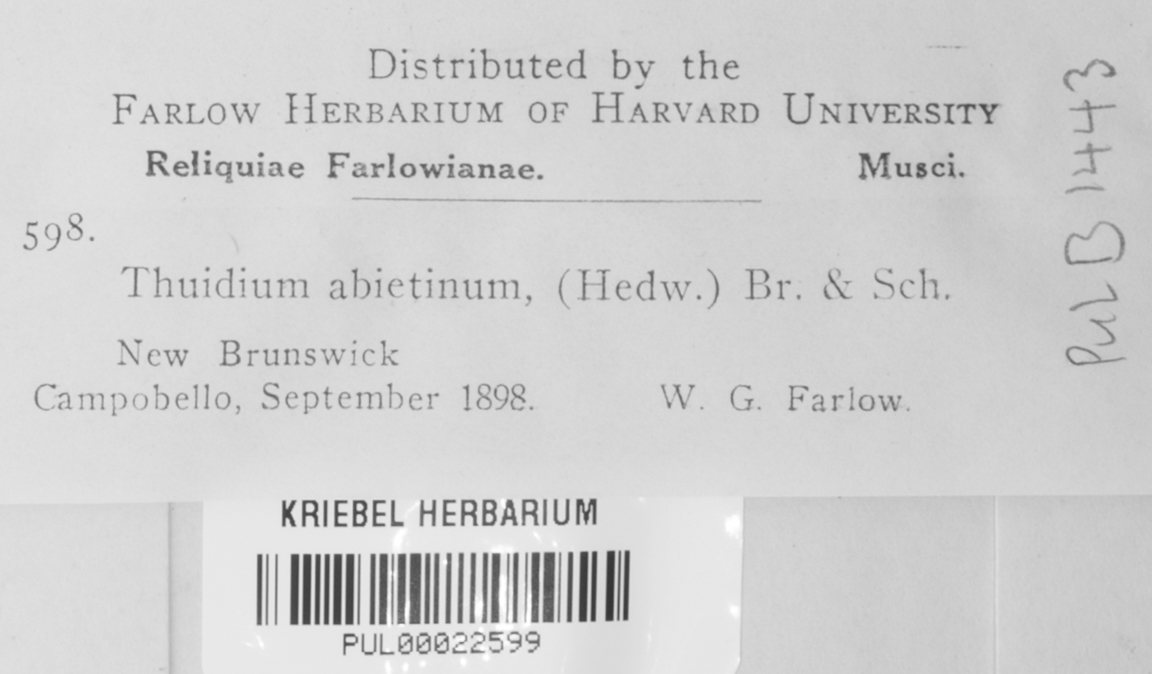 Distributed by the
FARLOW HERBARIUM OF HARVARD UNIVERSITY
Reliquiae Farlowianae. Musci.
598.
Thuidium abietinum, (Hedw.) Br. & Sch.
New Brunswick
Campobello, September 1898. W. G. Farlow.
PUL B 1443
KRIEBEL HERBARIUM
PUL00022599